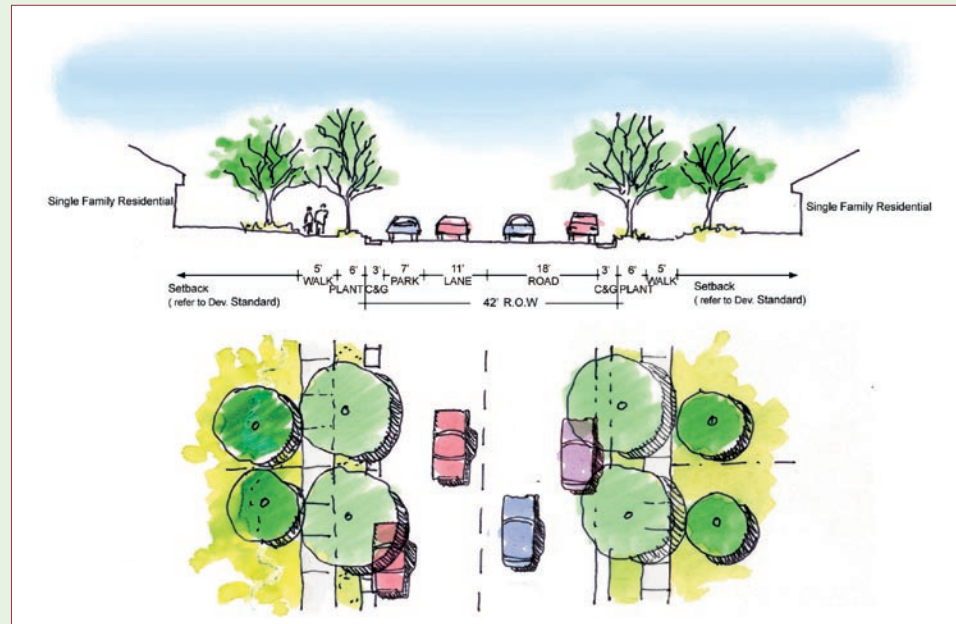 Single Family Residential
Single Family Residential
5' 6' 3' 7' 11' 18' 3' 6' 5'
WALK PLANT C&G PARK LANE ROAD C&G PLANT WALK
Setback
( refer to Dev. Standard)
42' R.O.W
Setback
( refer to Dev. Standard)